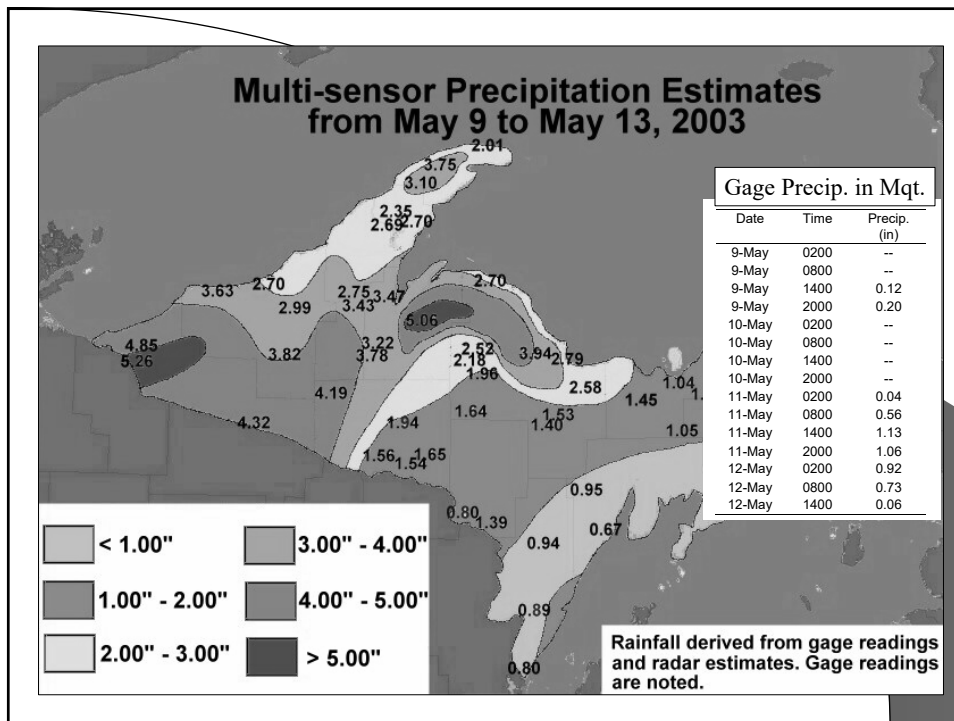 Multi-sensor Precipitation Estimates
from May 9 to May 13, 2003
2.01
3.75
3.10
2.35
2.69 2.70
2.70
3.63
2.70
2.75
3.47
2.99
3.43
5.06
4.85
5.26
3.82
3.22
3.78
2.52
2.18
1.96
3.94
2.79
2.58
1.04
1.45
4.19
4.32
1.94
1.64
1.53
1.40
1.05
1.56
1.65
1.54
0.95
0.80
1.39
0.67
0.94
0.89
0.80
Gage Precip. in Mqt.
Date Time Precip.
(in)
9-May 0200 --
9-May 0800 --
9-May 1400 0.12
9-May 2000 0.20
10-May 0200 --
10-May 0800 --
10-May 1400 --
10-May 2000 --
11-May 0200 0.04
11-May 0800 0.56
11-May 1400 1.13
11-May 2000 1.06
12-May 0200 0.92
12-May 0800 0.73
12-May 1400 0.06
< 1.00" 3.00" - 4.00"
1.00" - 2.00" 4.00" - 5.00"
2.00" - 3.00" > 5.00"
Rainfall derived from gage readings
and radar estimates. Gage readings
are noted.